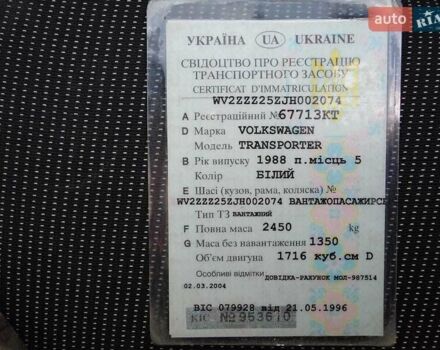 auto RIA
УКРАЇНА UA UKRAINE
СВІДОЦТВО ПРО РЕЄСТРАЦІЮ
ТРАНСПОРТНОГО ЗАСОБУ
CERTIFICAT D'IMMATRICULATION
WV2ZZZ25ZJH002074
A Реєстраційний № 67713КТ
D Марка VOLKSWAGEN
Модель TRANSPORTER
B Рік випуску 1988 п.місць 5
Колір БІЛИЙ
E Шасі (кузов, рама, коляска) №
WV2ZZZ25ZJH002074 ВАНТАЖОПАСАЖИРСЬ
Тип ТЗ ВАНТАЖНИЙ
F Повна маса 2450 kg
G Маса без навантаження 1350
Об'єм двигуна 1716 куб.см D
Особливі відмітки
ДОВІДКА-РАХУНОК МОЛ-987514
02.03.2004
ВІС 079928 від 21.05.1996
КІС №953610